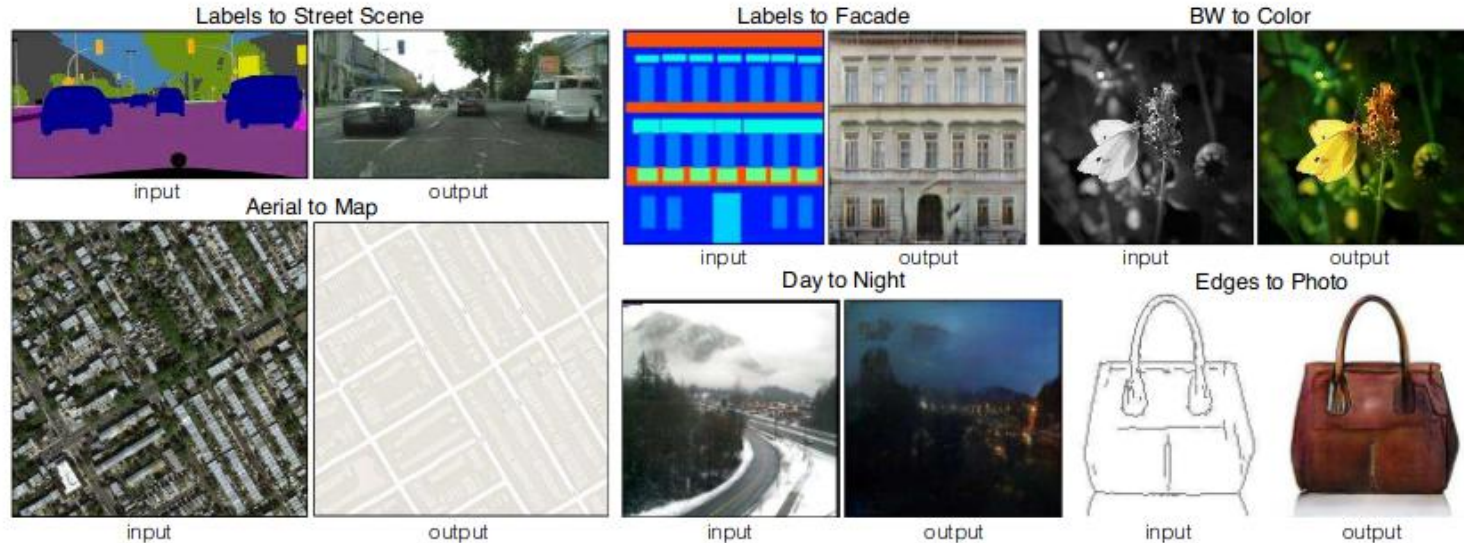 Labels to Street Scene
input
output
Aerial to Map
input
output
Labels to Facade
input
output
BW to Color
input
output
Day to Night
input
output
Edges to Photo
input
output